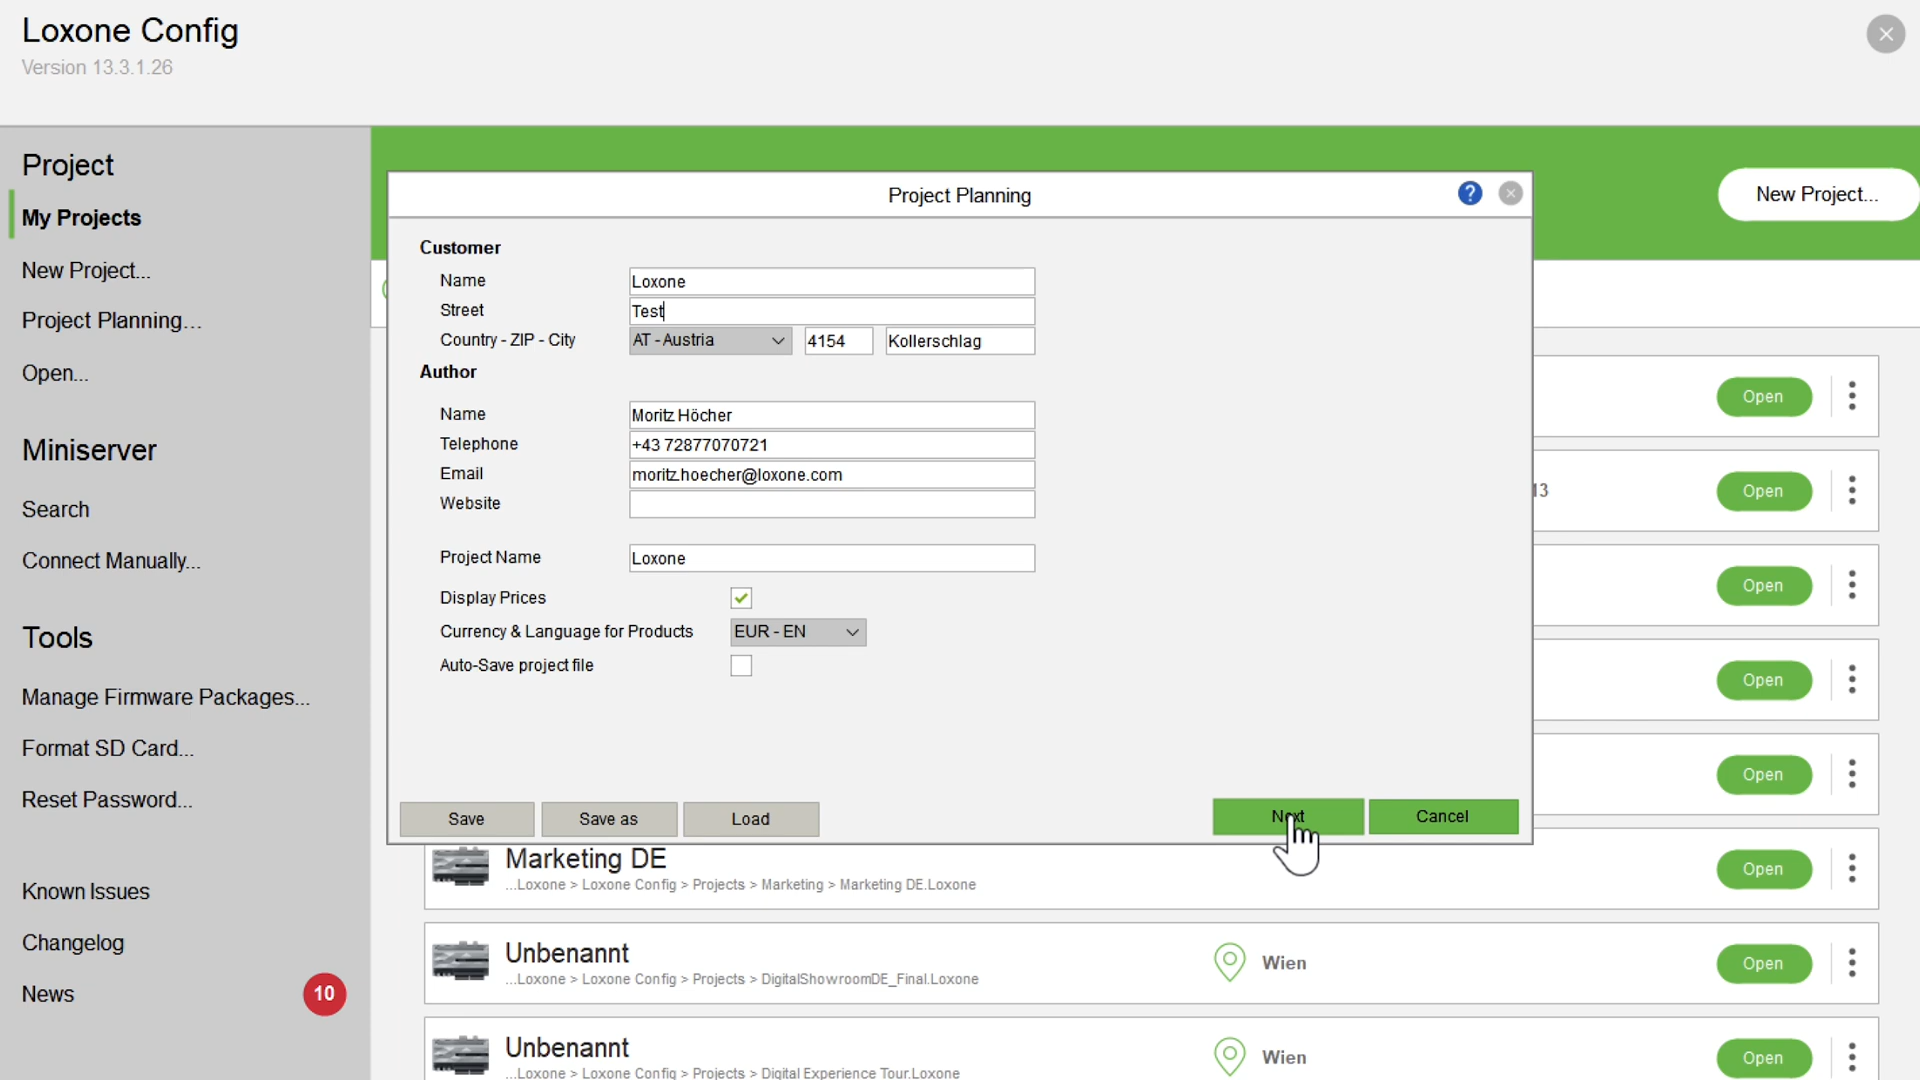 Loxone Config
Version 13.3.1.26
Project
My Projects
New Project...
Project Planning...
Open...
Miniserver
Search
Connect Manually...
Tools
Manage Firmware Packages...
Format SD Card...
Reset Password...
Known Issues
Changelog
News 10
New Project...
Project Planning
?
Customer
Name Loxone
Street Test
Country - ZIP - City AT - Austria 4154 Kollerschlag
Author
Name Moritz Höcher
Telephone +43 72877070721
Email moritz.hoecher@loxone.com
Website
Project Name Loxone
Display Prices
Currency & Language for Products EUR - EN
Auto-Save project file
Save Save as Load Next Cancel
Open
13 Open
Open
Open
Open
Marketing DE
...Loxone > Loxone Config > Projects > Marketing > Marketing DE.Loxone
Open
Unbenannt
...Loxone > Loxone Config > Projects > DigitalShowroomDE_Final.Loxone
Wien
Open
Unbenannt
...Loxone > Loxone Config > Projects > Digital Experience Tour.Loxone
Wien
Open